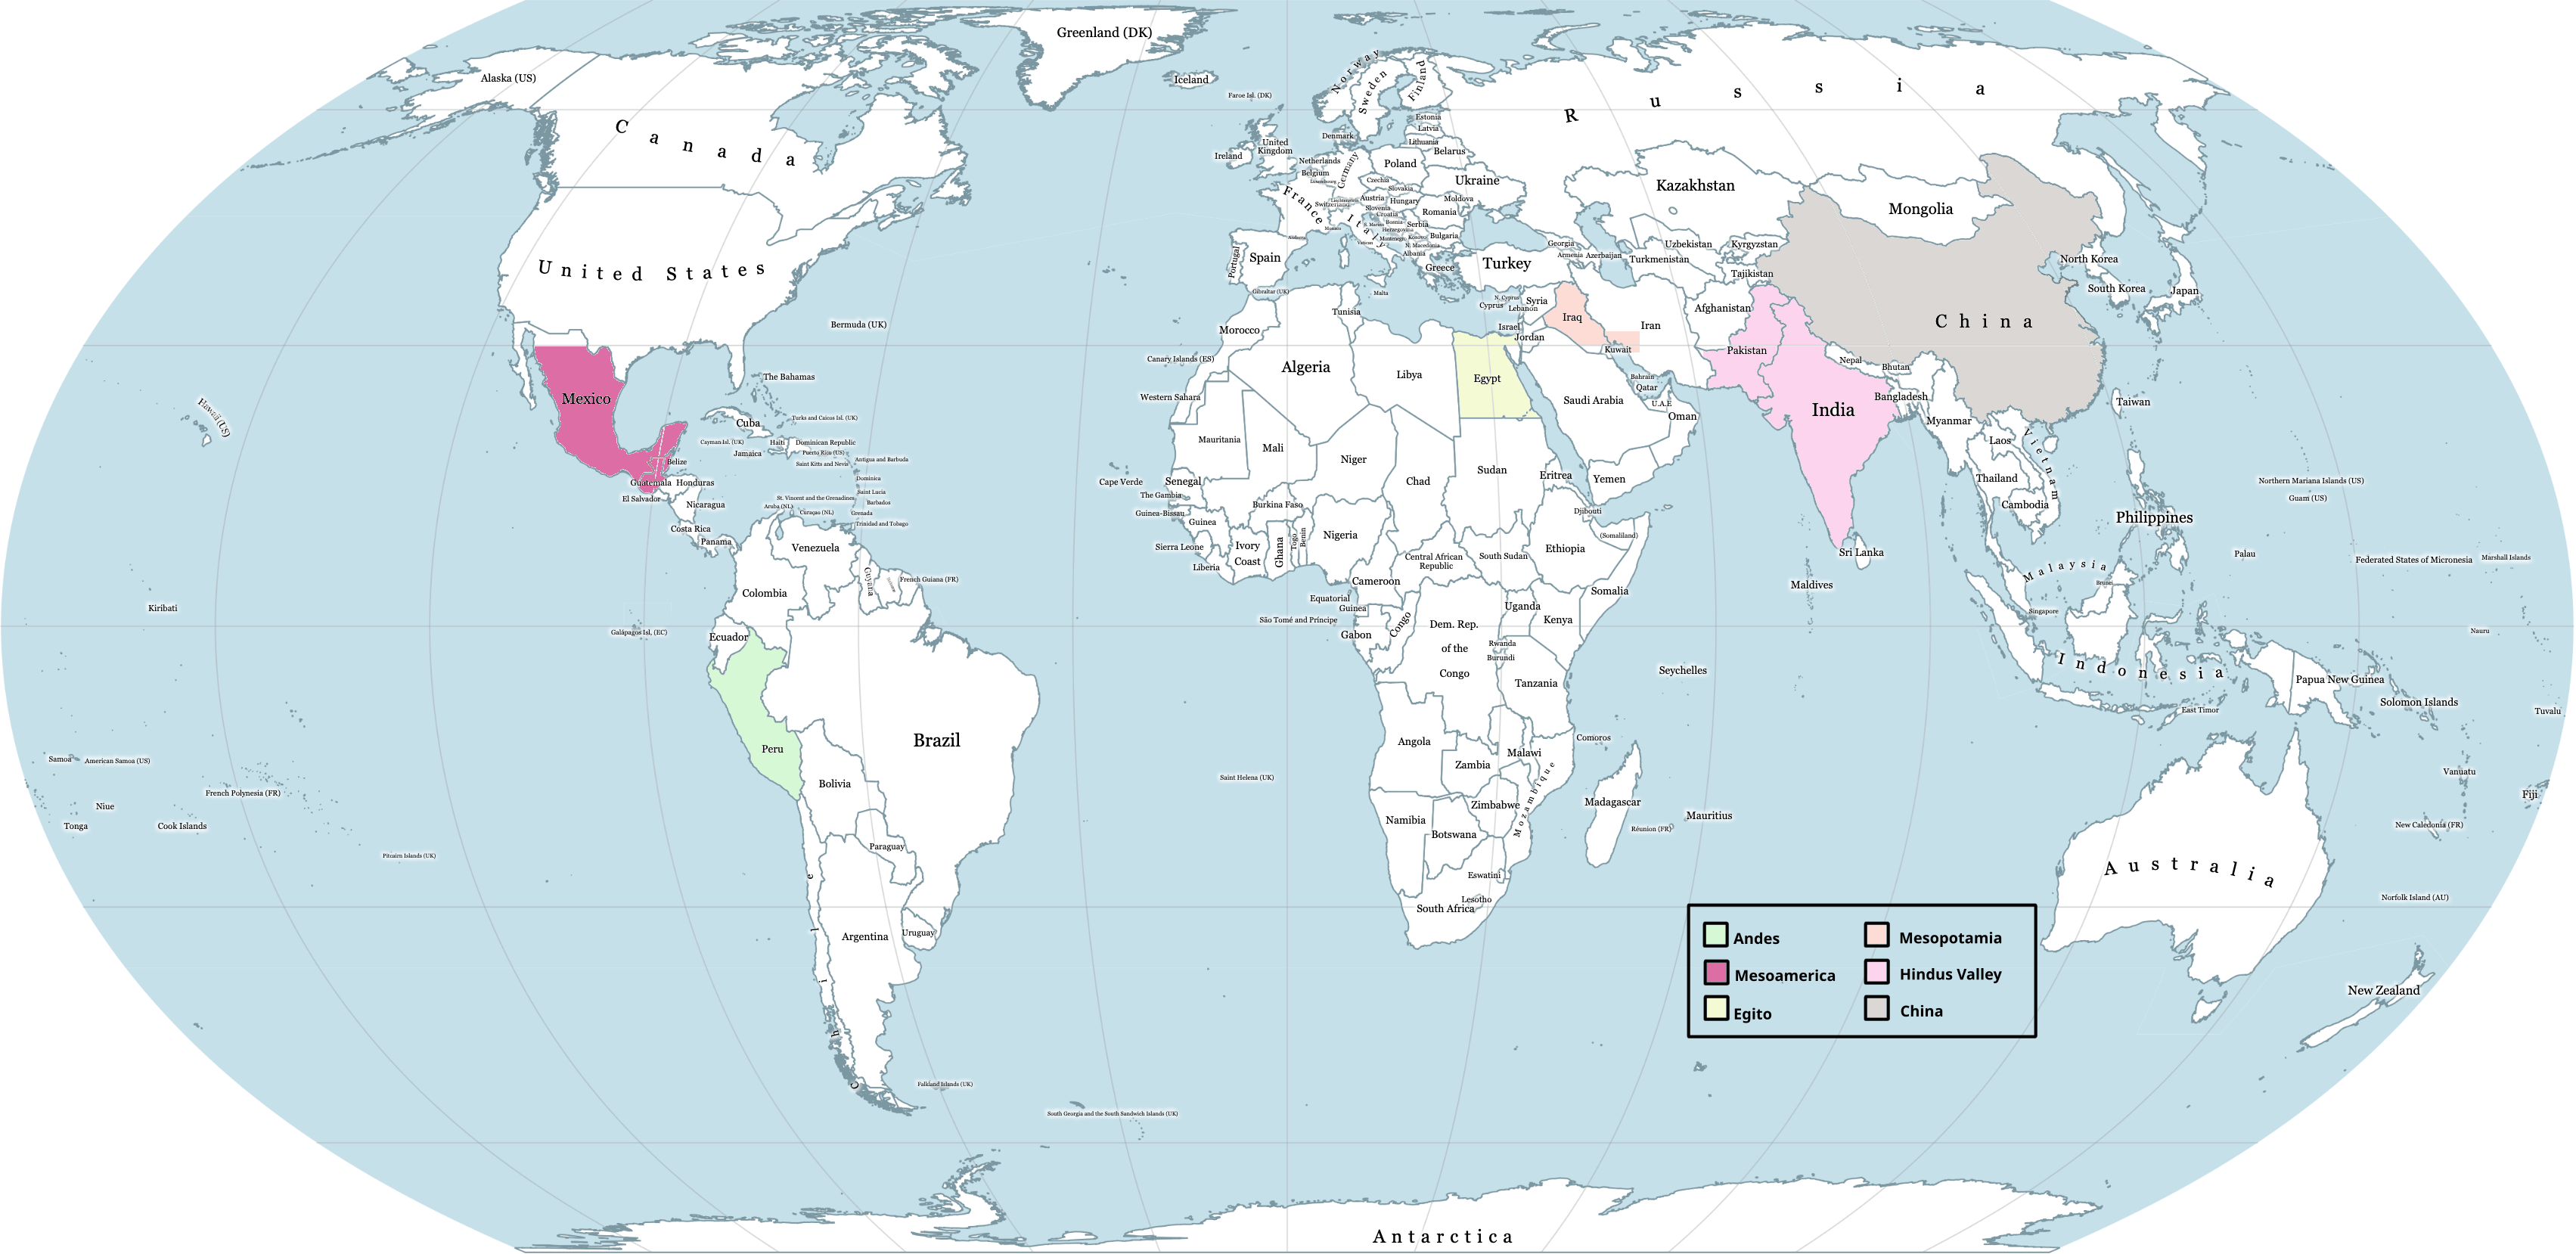 Greenland (DK)
Iceland
Faroe Isl. (DK)
Alaska (US)
Canada
United States
Bermuda (UK)
Hawaii (US)
Mexico
The Bahamas
Turks and Caicos Isl. (UK)
Cuba
Cayman Isl. (UK)
Haiti
Dominican Republic
Jamaica
Puerto Rico (US)
Saint Kitts and Nevis
Antigua and Barbuda
Dominica
Saint Lucia
Barbados
St. Vincent and the Grenadines
Grenada
Aruba (NL)
Curaçao (NL)
Trinidad and Tobago
Belize
Guatemala
Honduras
El Salvador
Nicaragua
Costa Rica
Panama
Venezuela
Guyana
French Guiana (FR)
Colombia
Ecuador
Galápagos Isl. (EC)
Peru
Brazil
Bolivia
Paraguay
Chile
Argentina
Uruguay
Falkland Islands (UK)
South Georgia and the South Sandwich Islands (UK)
Kiribati
Samoa
American Samoa (US)
Niue
Tonga
Cook Islands
French Polynesia (FR)
Pitcairn Islands (UK)
Norway
Sweden
Finland
Estonia
Latvia
Lithuania
Denmark
United
Kingdom
Ireland
Netherlands
Belgium
Germany
Poland
Belarus
Ukraine
Czechia
Slovakia
Austria
Hungary
Moldova
Romania
Slovenia
Croatia
Serbia
Bulgaria
N. Macedonia
Albania
Greece
Switzerland
France
Italy
Spain
Portugal
Gibraltar (UK)
Malta
Russia
Kazakhstan
Mongolia
Georgia
Armenia
Azerbaijan
Turkey
Uzbekistan
Kyrgyzstan
Turkmenistan
Tajikistan
Afghanistan
N. Cyprus
Cyprus
Syria
Lebanon
Israel
Jordan
Iraq
Iran
Kuwait
Bahrain
Qatar
U.A.E
Saudi Arabia
Oman
Yemen
Pakistan
India
Nepal
Bhutan
Bangladesh
Sri Lanka
Maldives
China
North Korea
South Korea
Japan
Taiwan
Myanmar
Laos
Vietnam
Thailand
Cambodia
Philippines
Malaysia
Brunei
Singapore
Indonesia
East Timor
Papua New Guinea
Palau
Northern Mariana Islands (US)
Guam (US)
Federated States of Micronesia
Marshall Islands
Nauru
Solomon Islands
Tuvalu
Vanuatu
Fiji
New Caledonia (FR)
Norfolk Island (AU)
Australia
New Zealand
Morocco
Tunisia
Canary Islands (ES)
Algeria
Libya
Egypt
Western Sahara
Mauritania
Mali
Niger
Chad
Sudan
Eritrea
Cape Verde
Senegal
The Gambia
Guinea-Bissau
Guinea
Sierra Leone
Liberia
Burkina Faso
Ivory
Coast
Ghana
Togo
Benin
Nigeria
Djibouti
(Somaliland)
Ethiopia
Central African
Republic
South Sudan
Cameroon
Somalia
Equatorial
Guinea
São Tomé and Príncipe
Gabon
Congo
Uganda
Kenya
Dem. Rep.
of the
Congo
Rwanda
Burundi
Tanzania
Seychelles
Comoros
Angola
Zambia
Malawi
Mozambique
Saint Helena (UK)
Zimbabwe
Madagascar
Mauritius
Réunion (FR)
Namibia
Botswana
Eswatini
Lesotho
South Africa
Andes
Mesopotamia
Mesoamerica
Hindus Valley
Egito
China
Antarctica